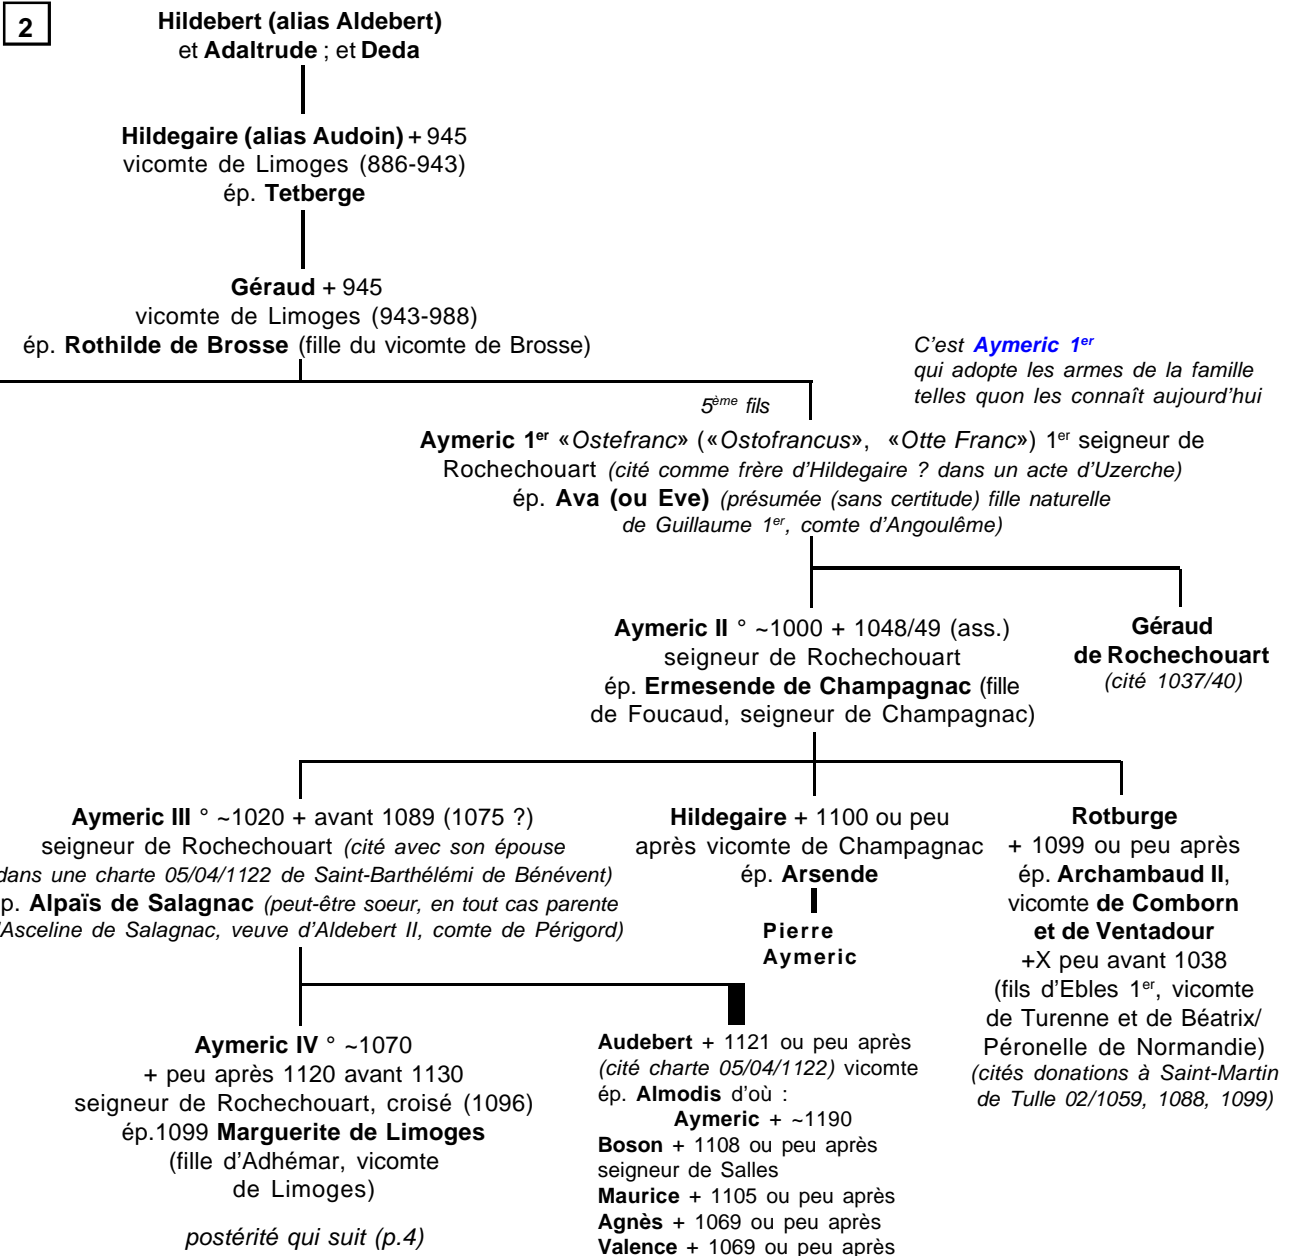 2
Hildebert (alias Aldebert)
et Adaltrude ; et Deda
Hildegaire (alias Audoin) + 945
vicomte de Limoges (886-943)
ép. Tetberge
Géraud + 945
vicomte de Limoges (943-988)
ép. Rothilde de Brosse (fille du vicomte de Brosse)
C'est Aymeric 1er
qui adopte les armes de la famille
telles quon les connaît aujourd'hui
5ème fils
Aymeric 1er «Ostefranc» («Ostofrancus», «Otte Franc») 1er seigneur de
Rochechouart (cité comme frère d'Hildegaire ? dans un acte d'Uzerche)
ép. Ava (ou Eve) (présumée (sans certitude) fille naturelle
de Guillaume 1er, comte d'Angoulême)
Aymeric II ° ~1000 + 1048/49 (ass.)
seigneur de Rochechouart
ép. Ermesende de Champagnac (fille
de Foucaud, seigneur de Champagnac)
Géraud
de Rochechouart
(cité 1037/40)
Aymeric III ° ~1020 + avant 1089 (1075 ?)
seigneur de Rochechouart (cité avec son épouse
dans une charte 05/04/1122 de Saint-Barthélémi de Bénévent)
p. Alpaïs de Salagnac (peut-être soeur, en tout cas parente
'Asceline de Salagnac, veuve d'Aldebert II, comte de Périgord)
Hildegaire + 1100 ou peu
après vicomte de Champagnac
ép. Arsende
Pierre
Aymeric
Rotburge
+ 1099 ou peu après
ép. Archambaud II,
vicomte de Comborn
et de Ventadour
+X peu avant 1038
(fils d'Ebles 1er, vicomte
de Turenne et de Béatrix/
Péronelle de Normandie)
(cités donations à Saint-Martin
de Tulle 02/1059, 1088, 1099)
Aymeric IV ° ~1070
+ peu après 1120 avant 1130
seigneur de Rochechouart, croisé (1096)
ép.1099 Marguerite de Limoges
(fille d'Adhémar, vicomte
de Limoges)
postérité qui suit (p.4)
Audebert + 1121 ou peu après
(cité charte 05/04/1122) vicomte
ép. Almodis d'où :
Aymeric + ~1190
Boson + 1108 ou peu après
seigneur de Salles
Maurice + 1105 ou peu après
Agnès + 1069 ou peu après
Valence + 1069 ou peu après